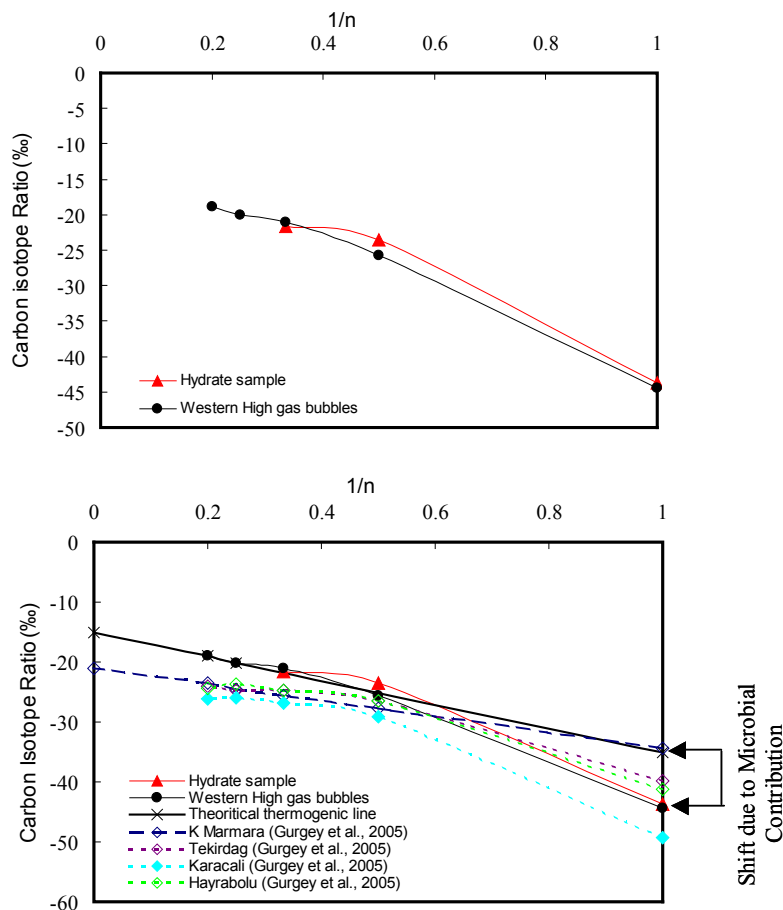 1/n
0 0.2 0.4 0.6 0.8 1
0
-5
-10
-15
-20
-25
-30
-35
-40
-45
-50
Carbon isotope Ratio (‰)
Hydrate sample
Western High gas bubbles
1/n
0 0.2 0.4 0.6 0.8 1
0
-10
-20
-30
-40
-50
-60
Carbon Isotope Ratio (‰)
Hydrate sample
Western High gas bubbles
Theoritical thermogenic line
K Marmara (Gurgey et al., 2005)
Tekirdag (Gurgey et al., 2005)
Karacali (Gurgey et al., 2005)
Hayrabolu (Gurgey et al., 2005)
Shift due to Microbial
Contribution